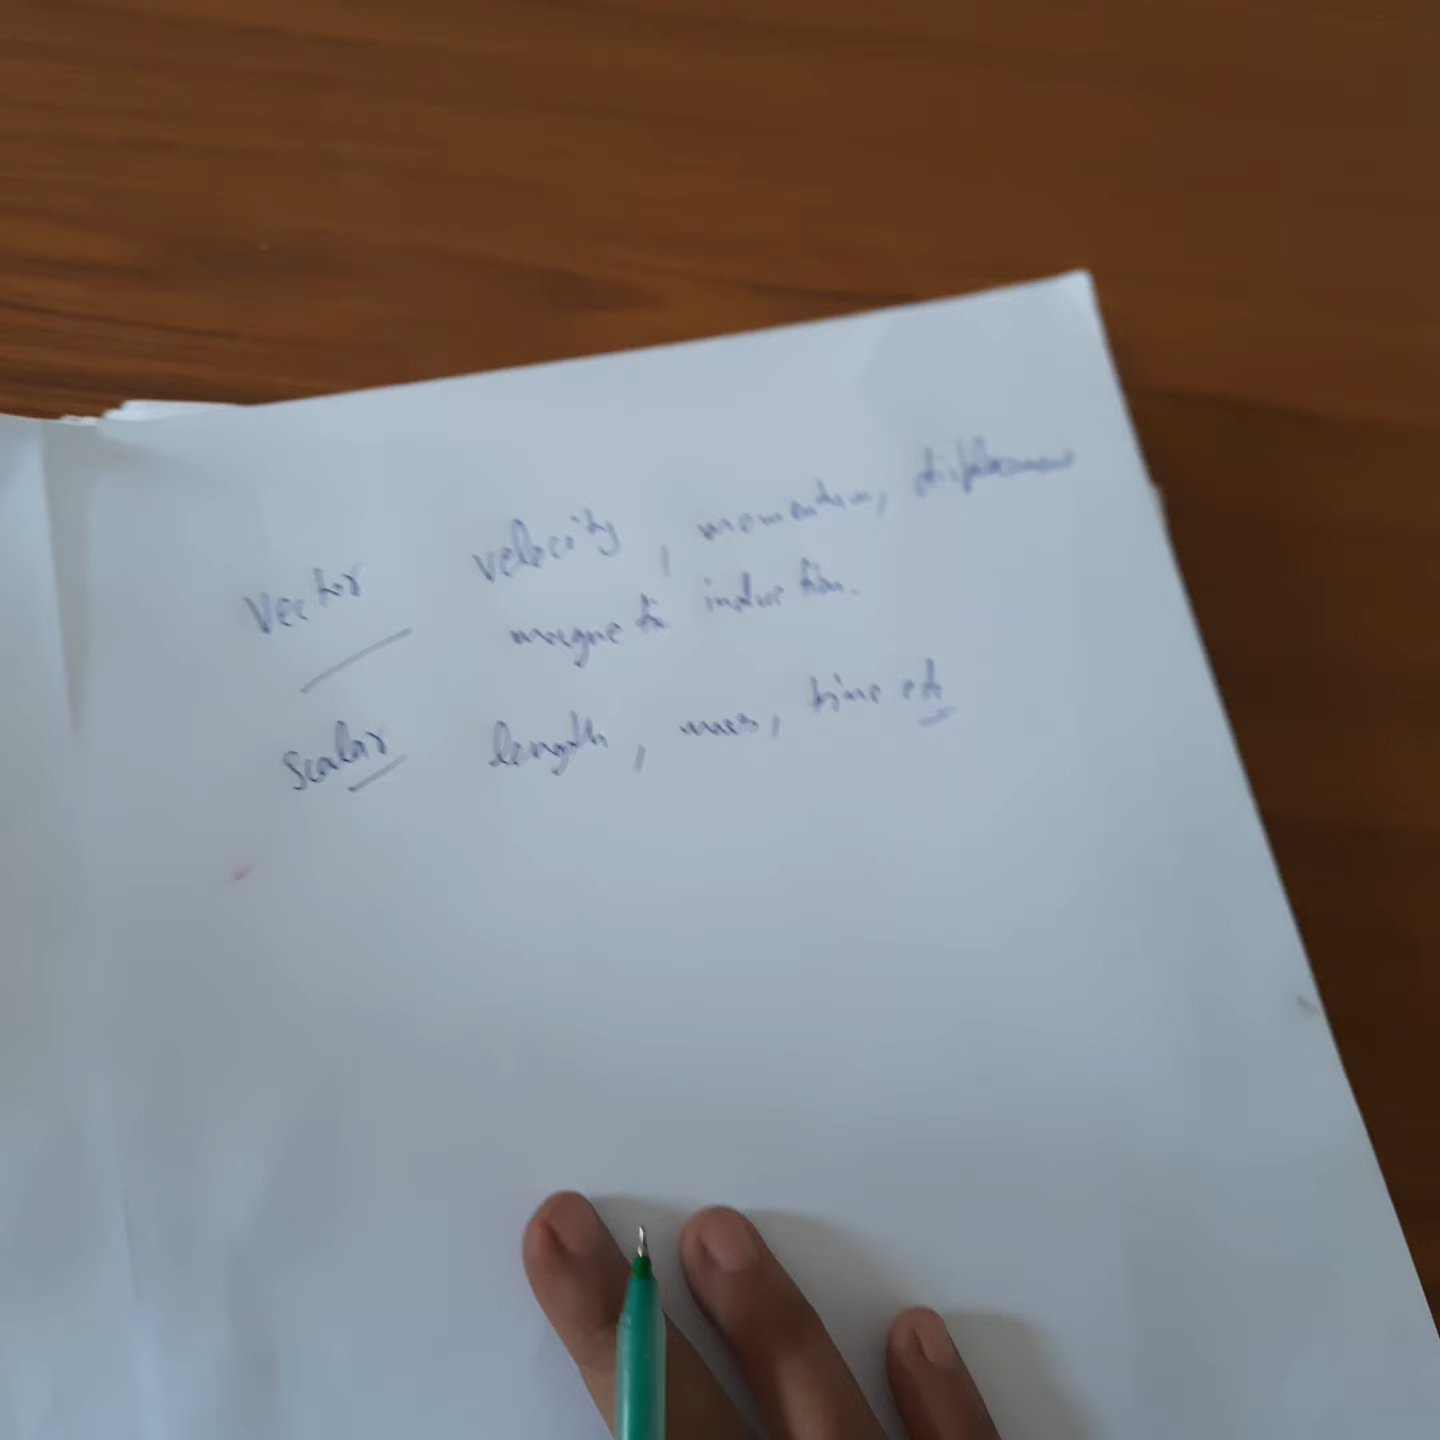 vector velocity, momentum, displacement
magnetic induction.
scalar length, mass, time etc